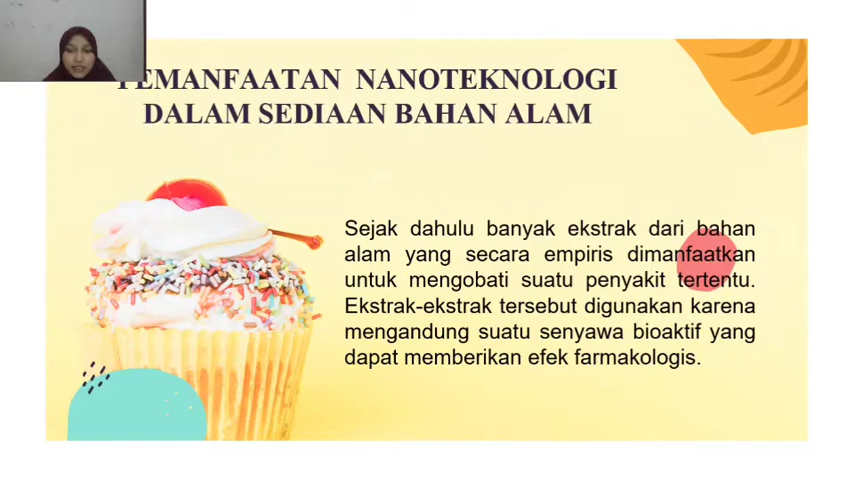 PEMANFAATAN NANOTEKNOLOGI
DALAM SEDIAAN BAHAN ALAM
Sejak dahulu banyak ekstrak dari bahan
alam yang secara empiris dimanfaatkan
untuk mengobati suatu penyakit tertentu.
Ekstrak-ekstrak tersebut digunakan karena
mengandung suatu senyawa bioaktif yang
dapat memberikan efek farmakologis.